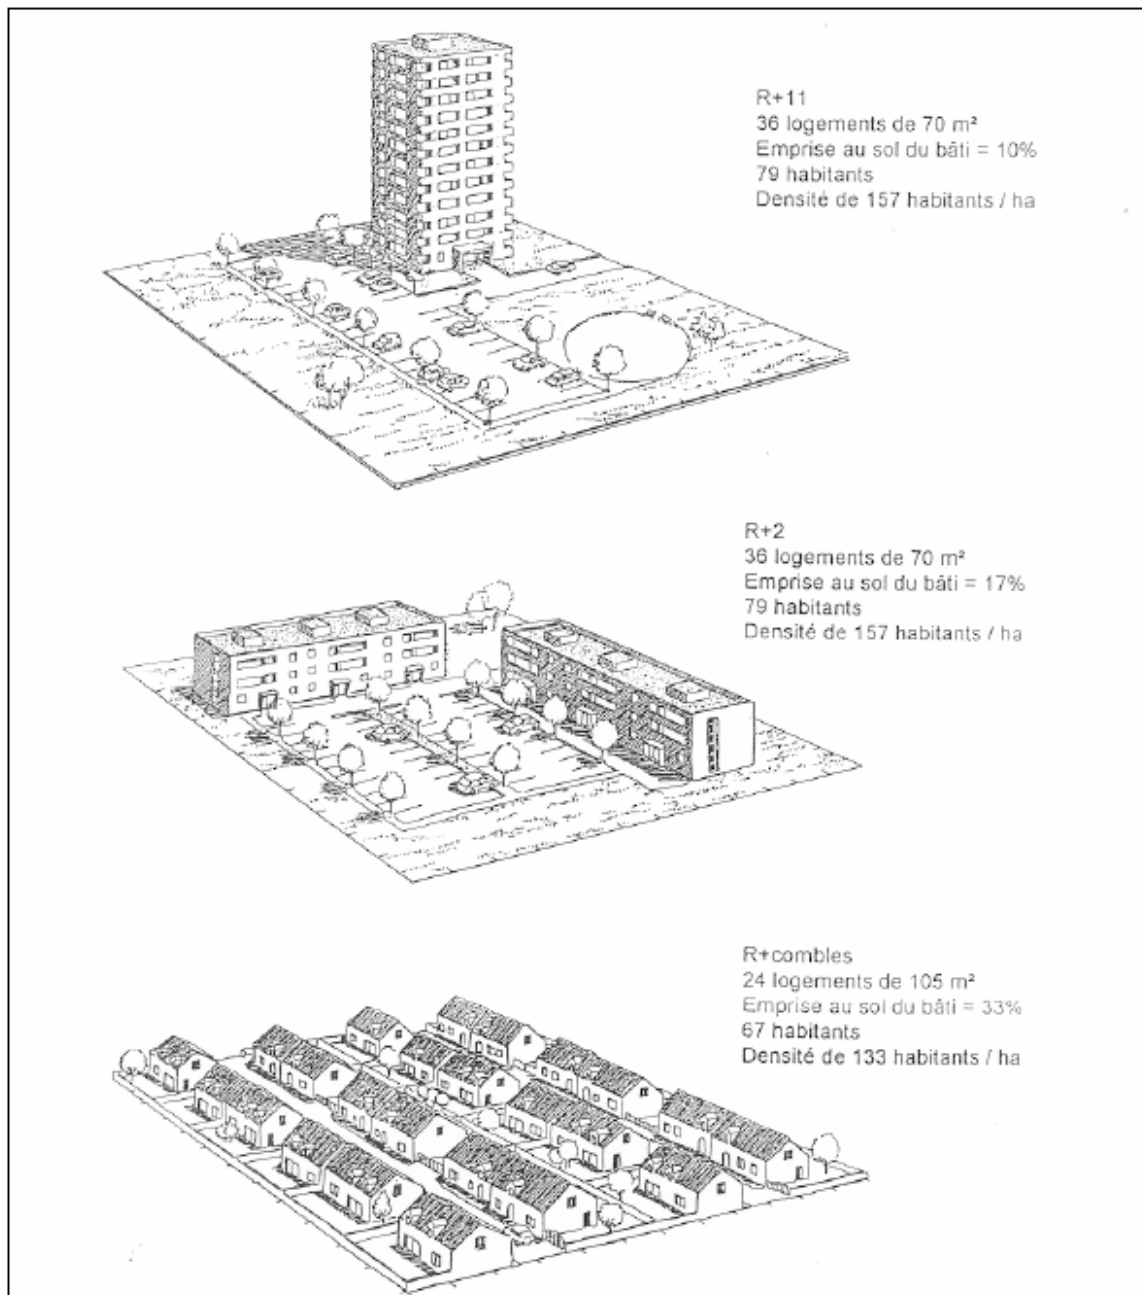 R+11
36 logements de 70 m²
Emprise au sol du bâti = 10%
79 habitants
Densité de 157 habitants / ha
R+2
36 logements de 70 m²
Emprise au sol du bâti = 17%
79 habitants
Densité de 157 habitants / ha
R+combles
24 logements de 105 m²
Emprise au sol du bâti = 33%
67 habitants
Densité de 133 habitants / ha